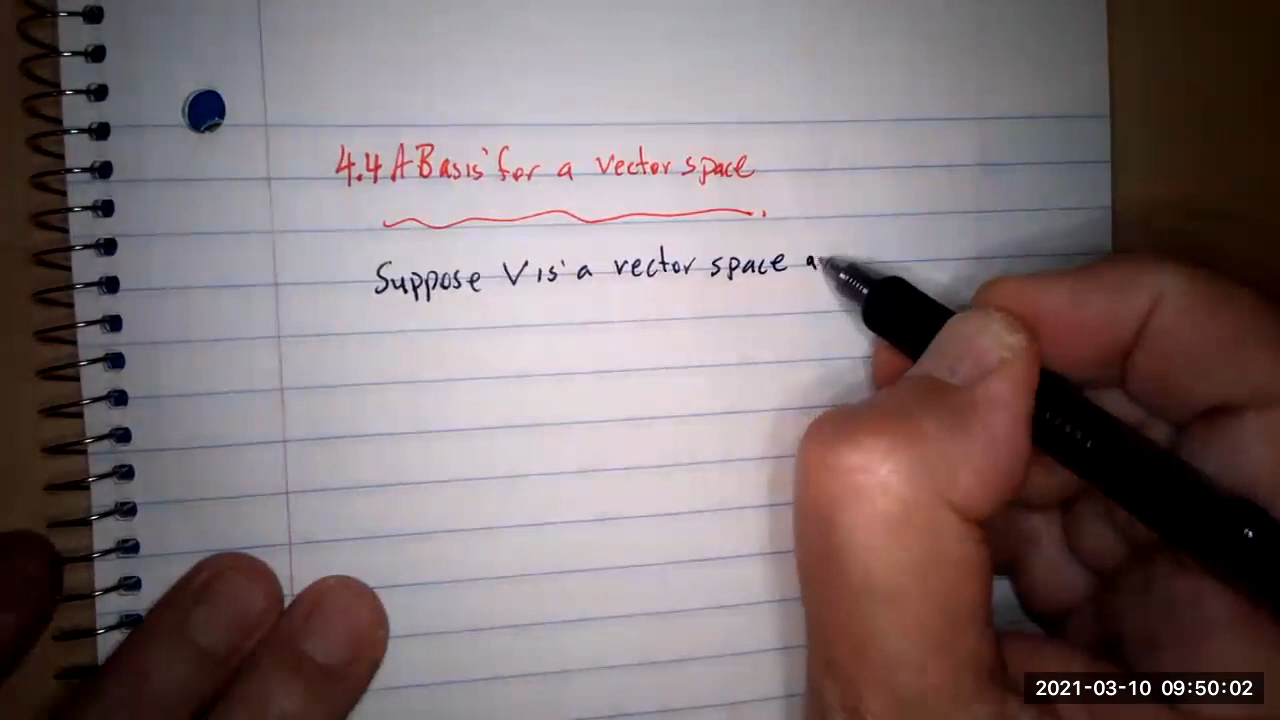 4.4 A Basis for a vector space
Suppose V is a vector space a
2021-03-10 09:50:02